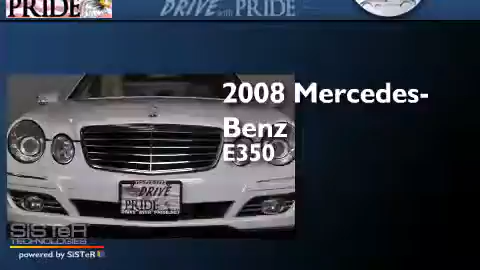 PRIDE
DRIVE with PRIDE
2008 Mercedes-
Benz
E350
DRIVE
PRIDE
SiSTeR
TECHNOLOGIES
powered by SiSTeR